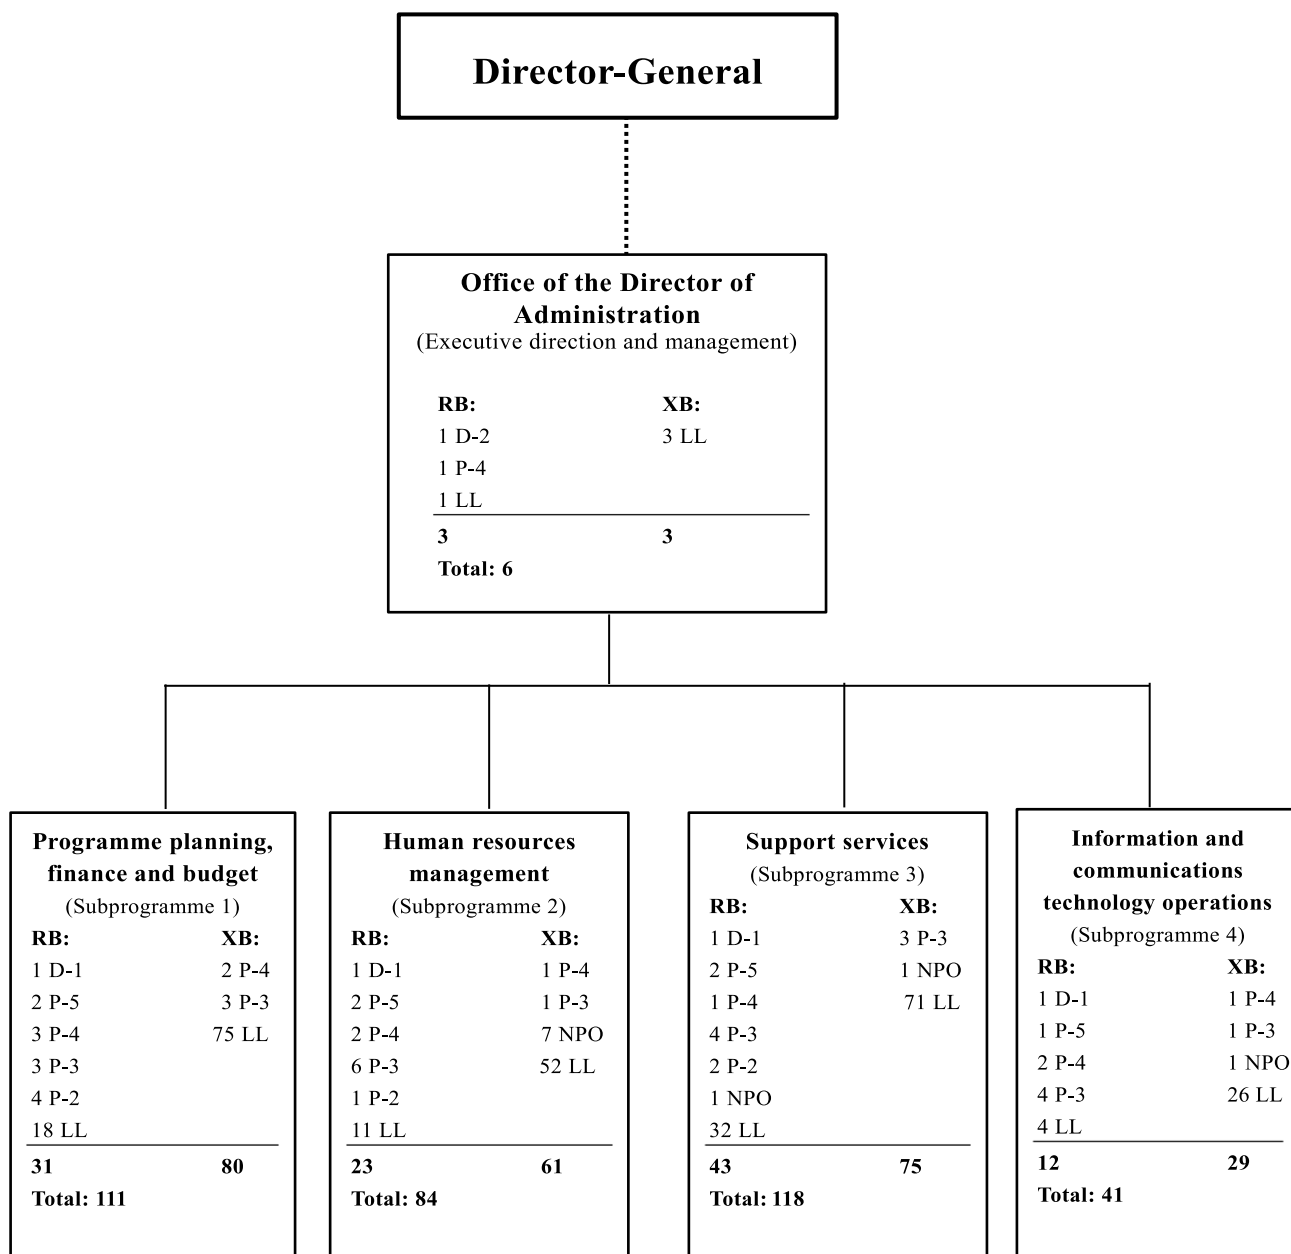 Director-General
Office of the Director of
Administration
(Executive direction and management)
RB: XB:
1 D-2 3 LL
1 P-4
1 LL
3 3
Total: 6
Programme planning,
finance and budget
(Subprogramme 1)
RB: XB:
1 D-1 2 P-4
2 P-5 3 P-3
3 P-4 75 LL
3 P-3
4 P-2
18 LL
31 80
Total: 111
Human resources
management
(Subprogramme 2)
RB: XB:
1 D-1 1 P-4
2 P-5 1 P-3
2 P-4 7 NPO
6 P-3 52 LL
1 P-2
11 LL
23 61
Total: 84
Support services
(Subprogramme 3)
RB: XB:
1 D-1 3 P-3
2 P-5 1 NPO
1 P-4 71 LL
4 P-3
2 P-2
1 NPO
32 LL
43 75
Total: 118
Information and
communications
technology operations
(Subprogramme 4)
RB: XB:
1 D-1 1 P-4
1 P-5 1 P-3
2 P-4 1 NPO
4 P-3 26 LL
4 LL
12 29
Total: 41